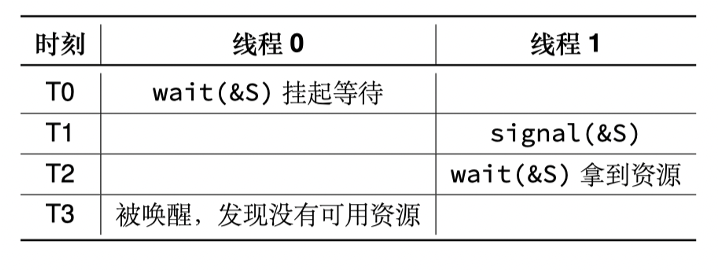 时刻 线程 0 线程 1
T0 wait(&S) 挂起等待
T1 signal(&S)
T2 wait(&S) 拿到资源
T3 被唤醒，发现没有可用资源